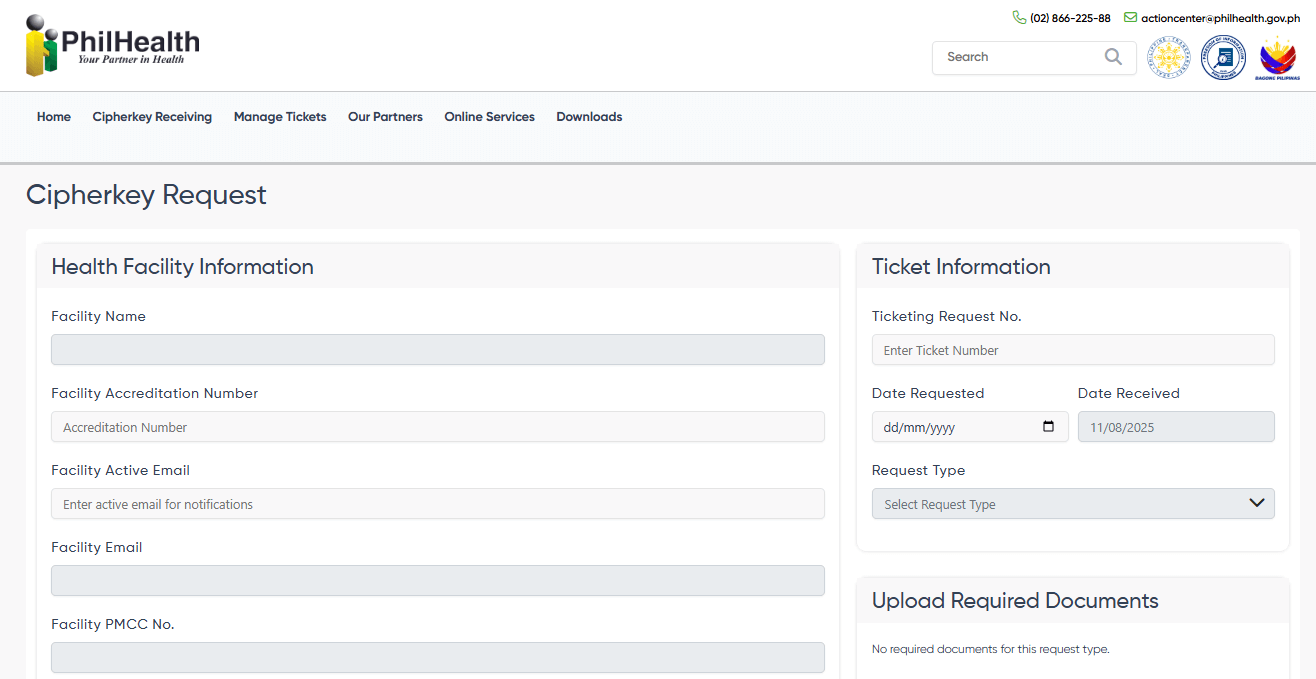 (02) 866-225-88 actioncenter@philhealth.gov.ph
PhilHealth
Your Partner in Health
Search
BAGONG PILIPINAS
Home Cipherkey Receiving Manage Tickets Our Partners Online Services Downloads
Cipherkey Request
Health Facility Information
Facility Name
Facility Accreditation Number
Accreditation Number
Facility Active Email
Enter active email for notifications
Facility Email
Facility PMCC No.
Ticket Information
Ticketing Request No.
Enter Ticket Number
Date Requested Date Received
dd/mm/yyyy 11/08/2025
Request Type
Select Request Type
Upload Required Documents
No required documents for this request type.